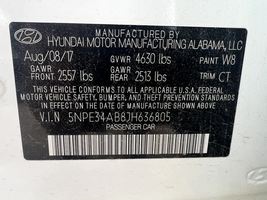 HYUNDAI MOTOR MANUFACTURING ALABAMA, LLC
Aug/08/17 GVWR 4630 lbs PAINT W8
GAWR FRONT 2557 lbs GAWR REAR 2513 lbs TRIM CT
THIS VEHICLE CONFORMS TO ALL APPLICABLE
FEDERAL MOTOR VEHICLE SAFETY, BUMPER, AND THEFT
PREVENTION STANDARDS IN EFFECT ON THE DATE OF
MANUFACTURE SHOWN ABOVE.
V.I.N 5NPE34AB8JH636805
PASSENGER CAR